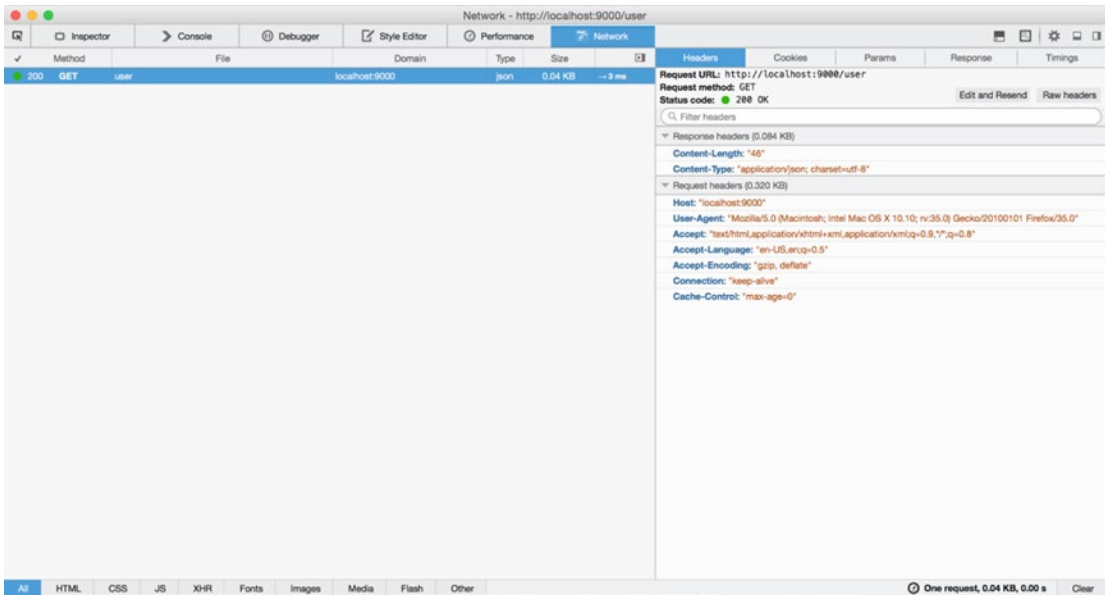 Network - http://localhost:9000/user
Inspector Console Debugger Style Editor Performance Network
✓ Method File Domain Type Size
200 GET user localhost:9000 json 0.04 KB → 3 ms
Headers Cookies Params Response Timings
Request URL: http://localhost:9000/user
Request method: GET
Status code: 200 OK
Edit and Resend Raw headers
Filter headers
Response headers (0.084 KB)
Content-Length: "46"
Content-Type: "application/json; charset=utf-8"
Request headers (0.320 KB)
Host: "localhost:9000"
User-Agent: "Mozilla/5.0 (Macintosh; Intel Mac OS X 10.10; rv:35.0) Gecko/20100101 Firefox/35.0"
Accept: "text/html,application/xhtml+xml,application/xml;q=0.9,*/*;q=0.8"
Accept-Language: "en-US,en;q=0.5"
Accept-Encoding: "gzip, deflate"
Connection: "keep-alive"
Cache-Control: "max-age=0"
All HTML CSS JS XHR Fonts Images Media Flash Other One request, 0.04 KB, 0.00 s Clear